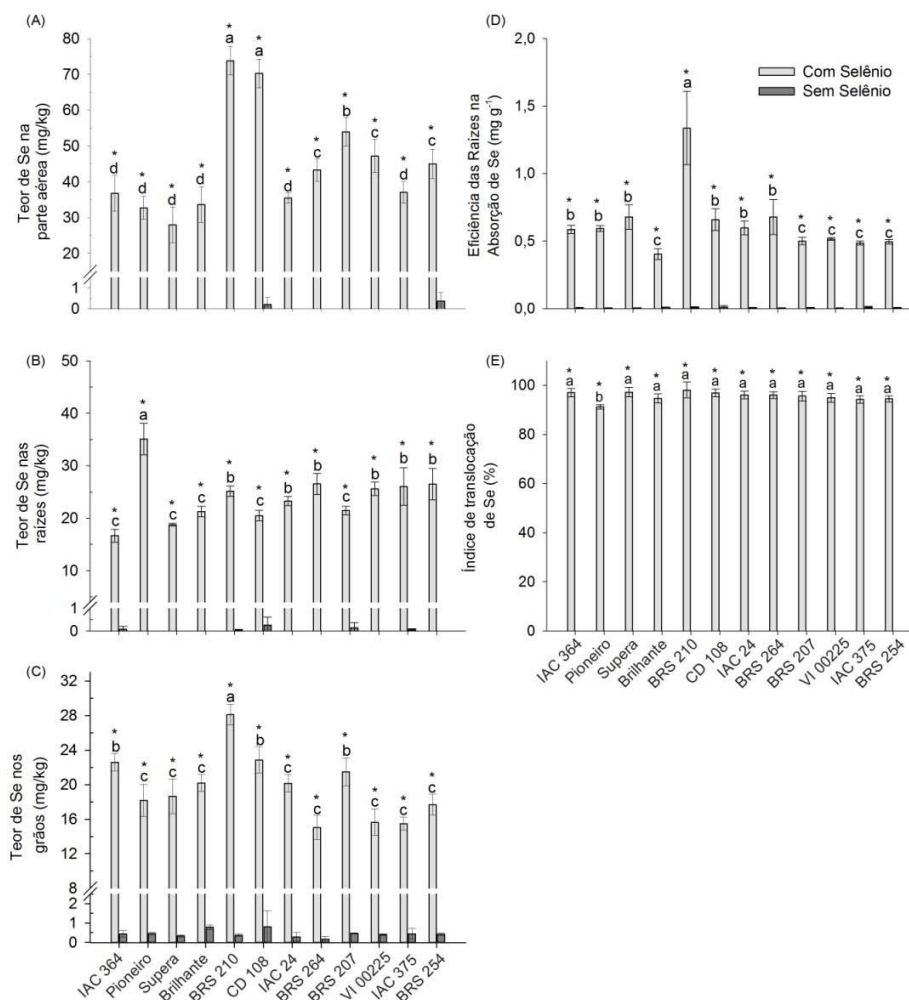 (A)
Teor de Se na
parte aérea (mg/kg)
80
70
60
50
40
30
20
1
0
* * * * * * * * * * * *
d d d d a a d c b c d c
(B)
Teor de Se nas
raízes (mg/kg)
50
40
30
20
10
1
0
* * * * * * * * * * * *
c a c c b c b b c b b b
(C)
Teor de Se nos
grãos (mg/kg)
32
28
24
20
16
12
8
2
1
0
* * * * * * * * * * * *
b c c c a b c c b c c c
IAC 364
Pioneiro
Supera
Brilhante
BRS 210
CD 108
IAC 24
BRS 264
BRS 207
VI 00225
IAC 375
BRS 254
(D)
Eficiência das Raízes na
Absorção de Se (mg g⁻¹)
2,0
1,5
1,0
0,5
0,0
Com Selênio
Sem Selênio
* * * * * * * * * * * *
b b b c a b b b c c c c
(E)
Índice de translocação
de Se (%)
120
100
80
60
40
20
0
* * * * * * * * * * * *
a b a a a a a a a a a a
IAC 364
Pioneiro
Supera
Brilhante
BRS 210
CD 108
IAC 24
BRS 264
BRS 207
VI 00225
IAC 375
BRS 254